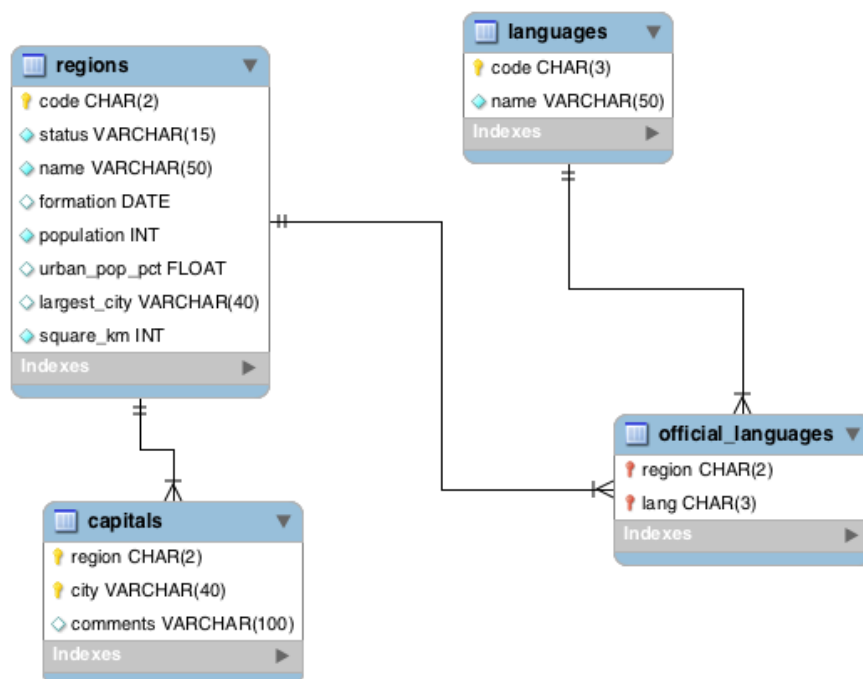 regions
code CHAR(2)
status VARCHAR(15)
name VARCHAR(50)
formation DATE
population INT
urban_pop_pct FLOAT
largest_city VARCHAR(40)
square_km INT
Indexes
languages
code CHAR(3)
name VARCHAR(50)
Indexes
capitals
region CHAR(2)
city VARCHAR(40)
comments VARCHAR(100)
Indexes
official_languages
region CHAR(2)
lang CHAR(3)
Indexes